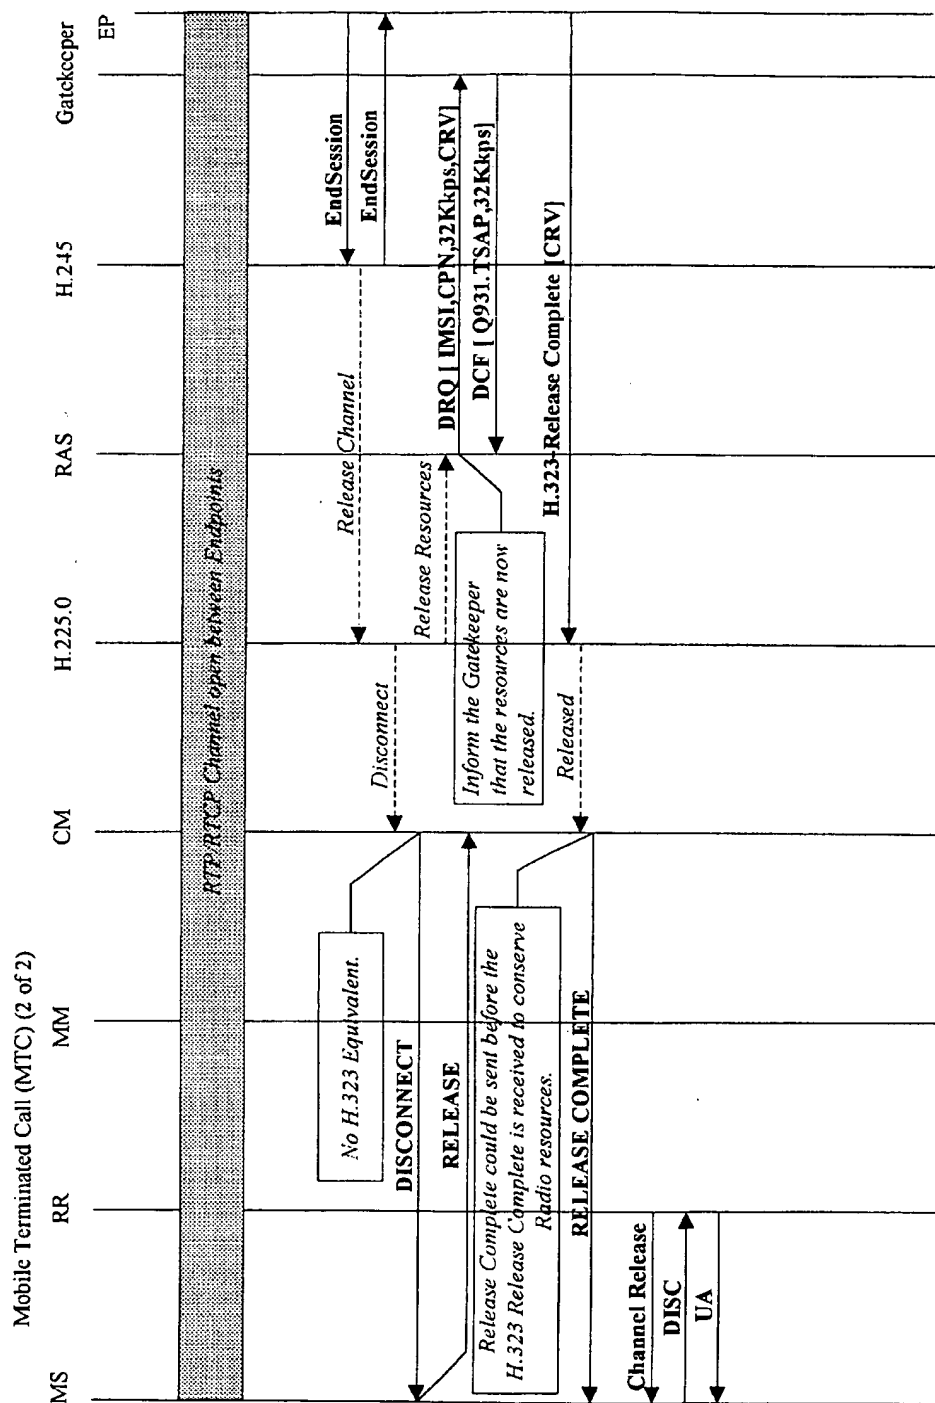 Mobile Terminated Call (MTC) (2 of 2)
MS
RR
MM
CM
H.225.0
RAS
H.245
Gatekeeper
EP
RTP/RTCP Channel open between Endpoints
EndSession
EndSession
Release Channel
No H.323 Equivalent.
Disconnect
DISCONNECT
Release Resources
DRQ [ IMSI,CPN,32Kkps,CRV]
RELEASE
DCF [ Q931.TSAP,32Kkps]
Inform the Gatekeeper
that the resources are now
released.
Release Complete could be sent before the
H.323 Release Complete is received to conserve
Radio resources.
H.323-Release Complete [CRV]
Released
RELEASE COMPLETE
Channel Release
DISC
UA